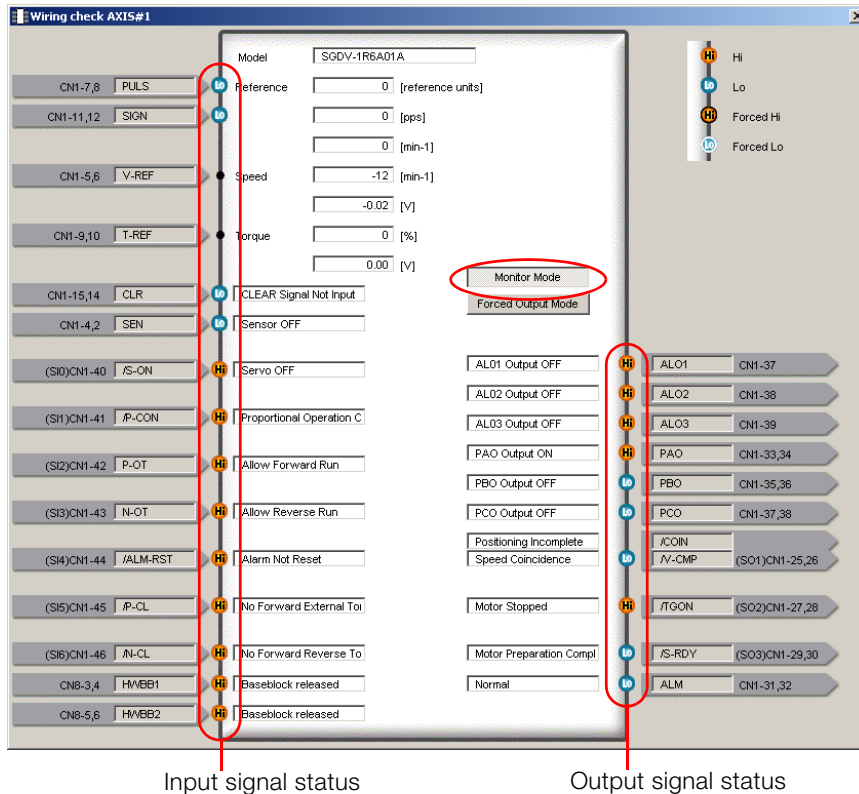 Wiring check AXIS#1
Model SGDV-1R6A01A
Hi Hi
Lo Lo
Hi Forced Hi
Lo Forced Lo
CN1-7,8 PULS Lo Reference 0 [reference units]
CN1-11,12 SIGN Lo 0 [pps]
0 [min-1]
CN1-5,6 V-REF Speed -12 [min-1]
-0.02 [V]
CN1-9,10 T-REF Torque 0 [%]
0.00 [V]
Monitor Mode
Forced Output Mode
CN1-15,14 CLR Lo CLEAR Signal Not Input
CN1-4,2 SEN Lo Sensor OFF
(SI0)CN1-40 /S-ON Hi Servo OFF
(SI1)CN1-41 /P-CON Hi Proportional Operation C
(SI2)CN1-42 P-OT Hi Allow Forward Run
(SI3)CN1-43 N-OT Hi Allow Reverse Run
(SI4)CN1-44 /ALM-RST Hi Alarm Not Reset
(SI5)CN1-45 /P-CL Hi No Forward External Tor
(SI6)CN1-46 /N-CL Hi No Forward Reverse To
CN8-3,4 HWBB1 Hi Baseblock released
CN8-5,6 HWBB2 Hi Baseblock released
AL01 Output OFF Hi ALO1 CN1-37
AL02 Output OFF Hi ALO2 CN1-38
AL03 Output OFF Hi ALO3 CN1-39
PAO Output ON Hi PAO CN1-33,34
PBO Output OFF Lo PBO CN1-35,36
PCO Output OFF Lo PCO CN1-37,38
Positioning Incomplete /COIN
Speed Coincidence Lo /V-CMP (SO1)CN1-25,26
Motor Stopped Hi /TGON (SO2)CN1-27,28
Motor Preparation Compl Lo /S-RDY (SO3)CN1-29,30
Normal Lo ALM CN1-31,32
Input signal status
Output signal status